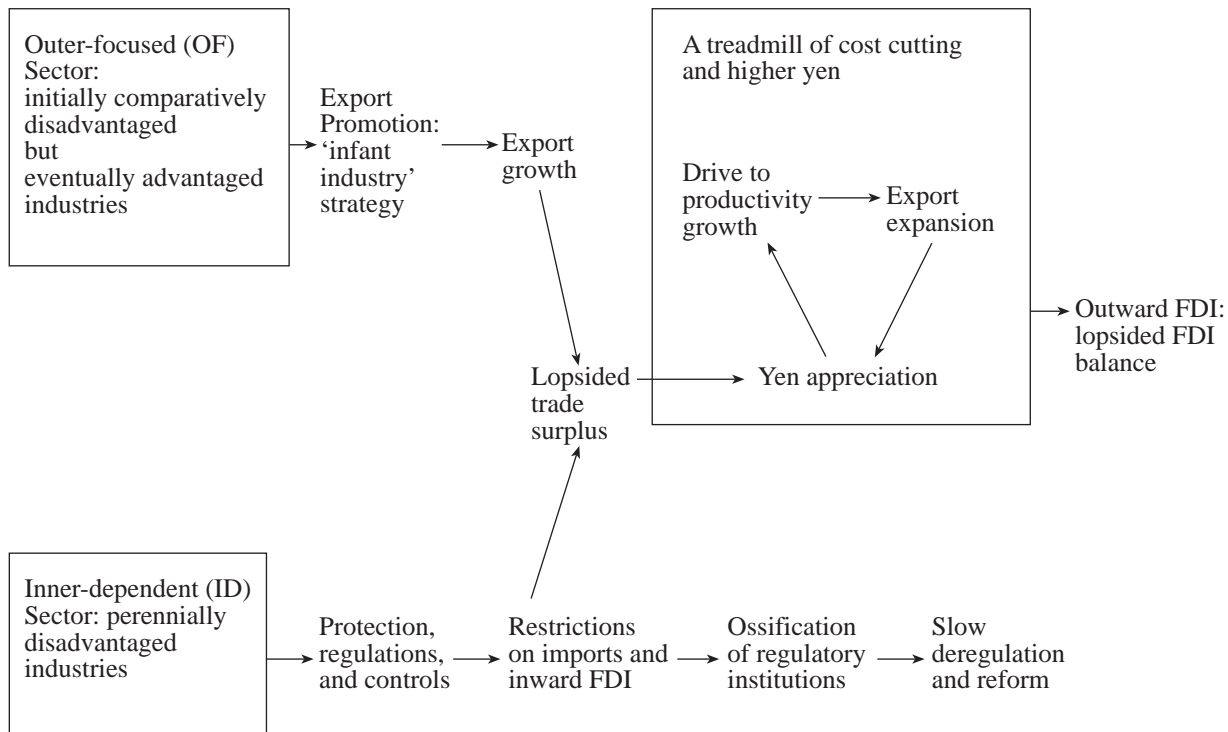 Outer-focused (OF)
Sector:
initially comparatively
disadvantaged
but
eventually advantaged
industries
Export
Promotion:
‘infant
industry’
strategy
Export
growth
A treadmill of cost cutting
and higher yen
Drive to
productivity
growth
Export
expansion
Yen appreciation
Outward FDI:
lopsided FDI
balance
Lopsided
trade
surplus
Inner-dependent (ID)
Sector: perennially
disadvantaged
industries
Protection,
regulations,
and controls
Restrictions
on imports and
inward FDI
Ossification
of regulatory
institutions
Slow
deregulation
and reform